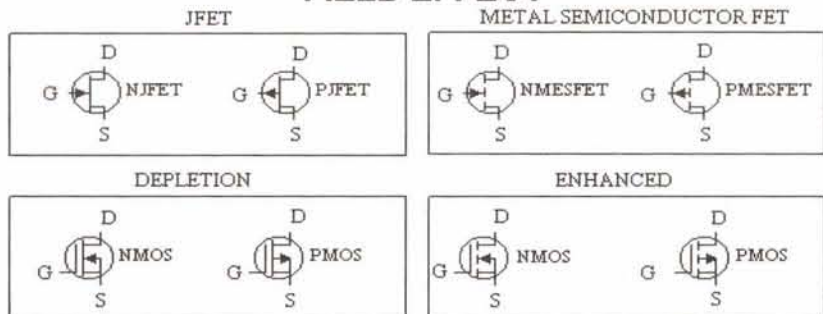 JFET
D
G NJFET
S
D
G PJFET
S
METAL SEMICONDUCTOR FET
D
G NMESFET
S
D
G PMESFET
S
DEPLETION
D
G NMOS
S
D
G PMOS
S
ENHANCED
D
G NMOS
S
D
G PMOS
S